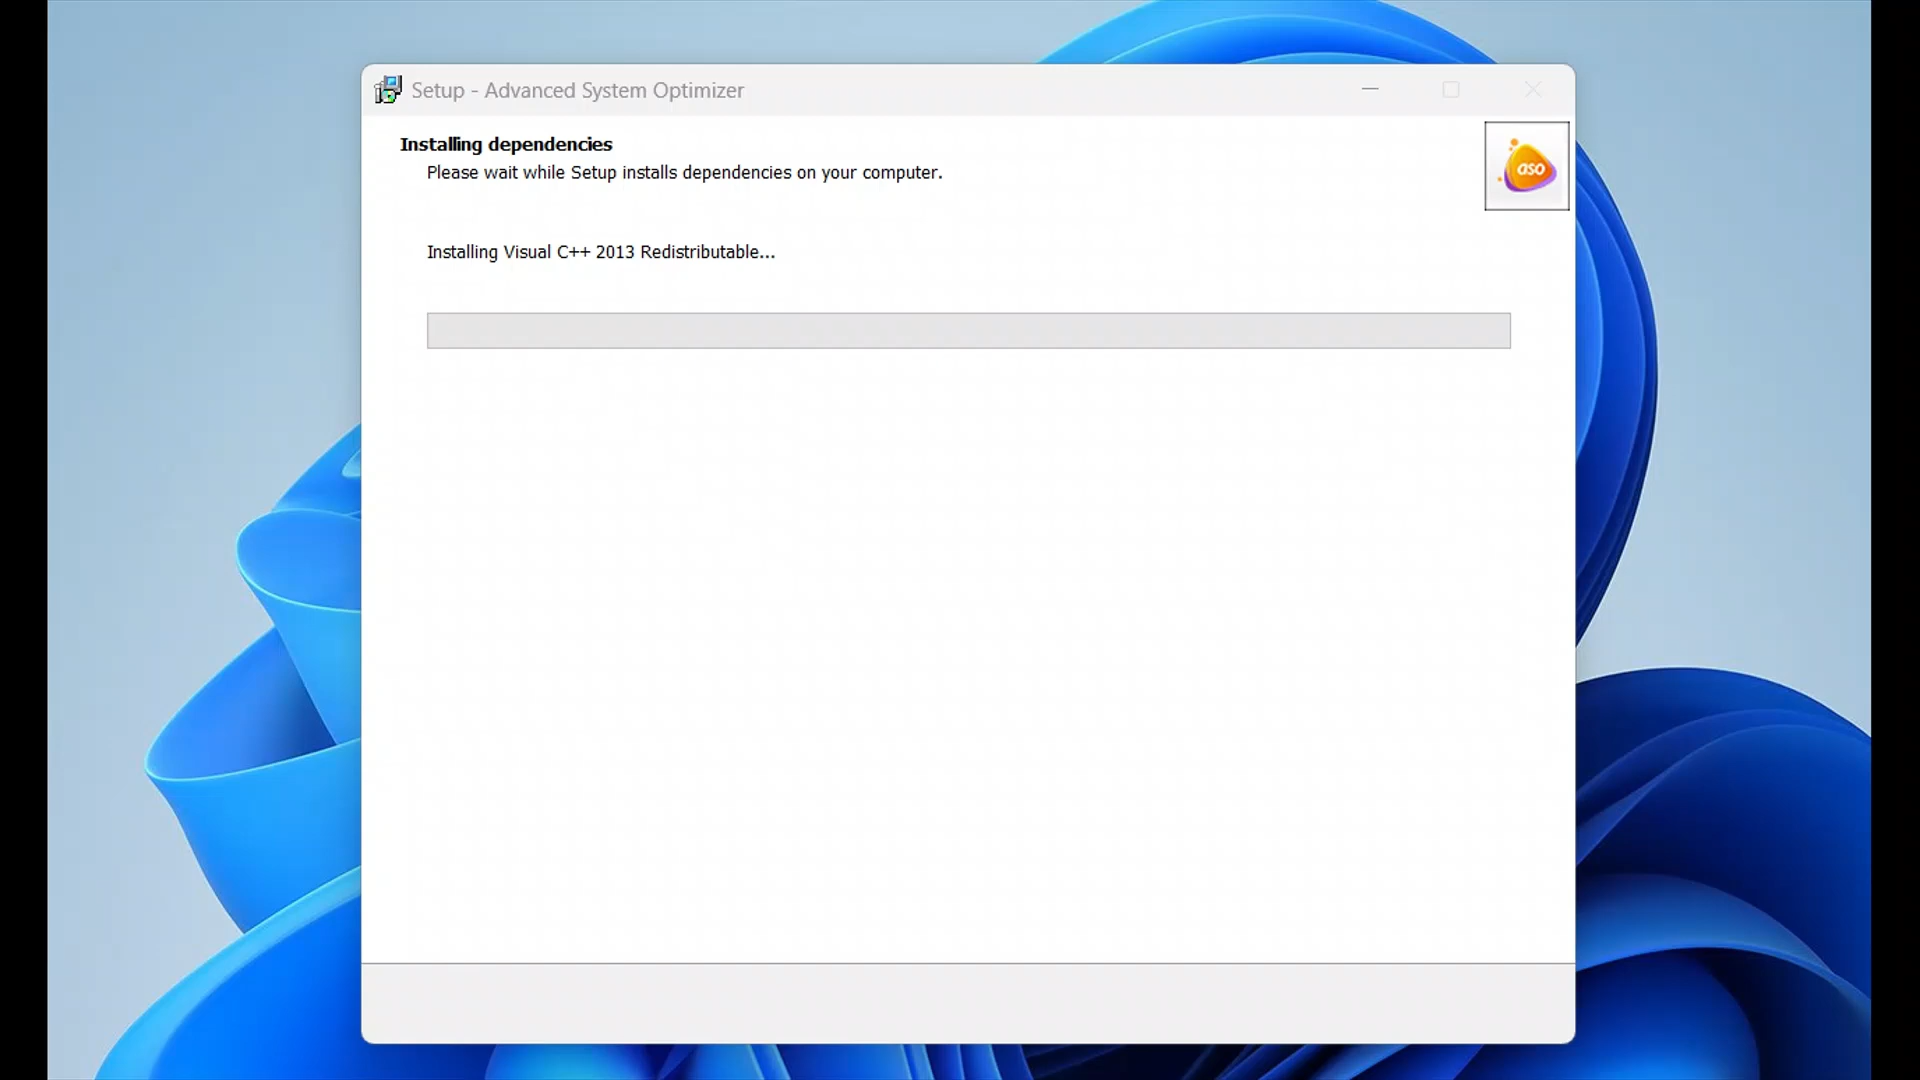 Setup - Advanced System Optimizer
Installing dependencies
Please wait while Setup installs dependencies on your computer.
aso
Installing Visual C++ 2013 Redistributable...